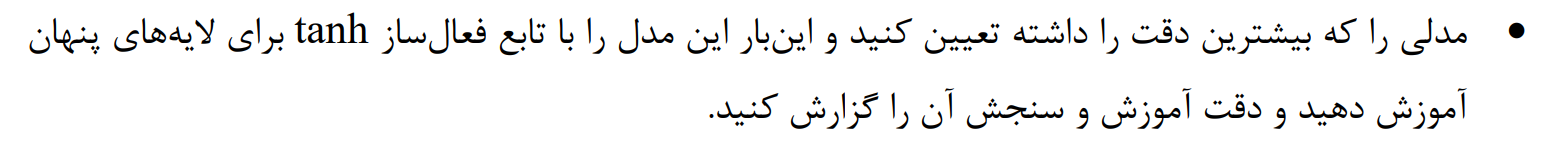 • مدلی را که بیشترین دقت را داشته تعیین کنید و این‌بار این مدل را با تابع فعال‌ساز tanh برای لایه‌های پنهان
آموزش دهید و دقت آموزش و سنجش آن را گزارش کنید.